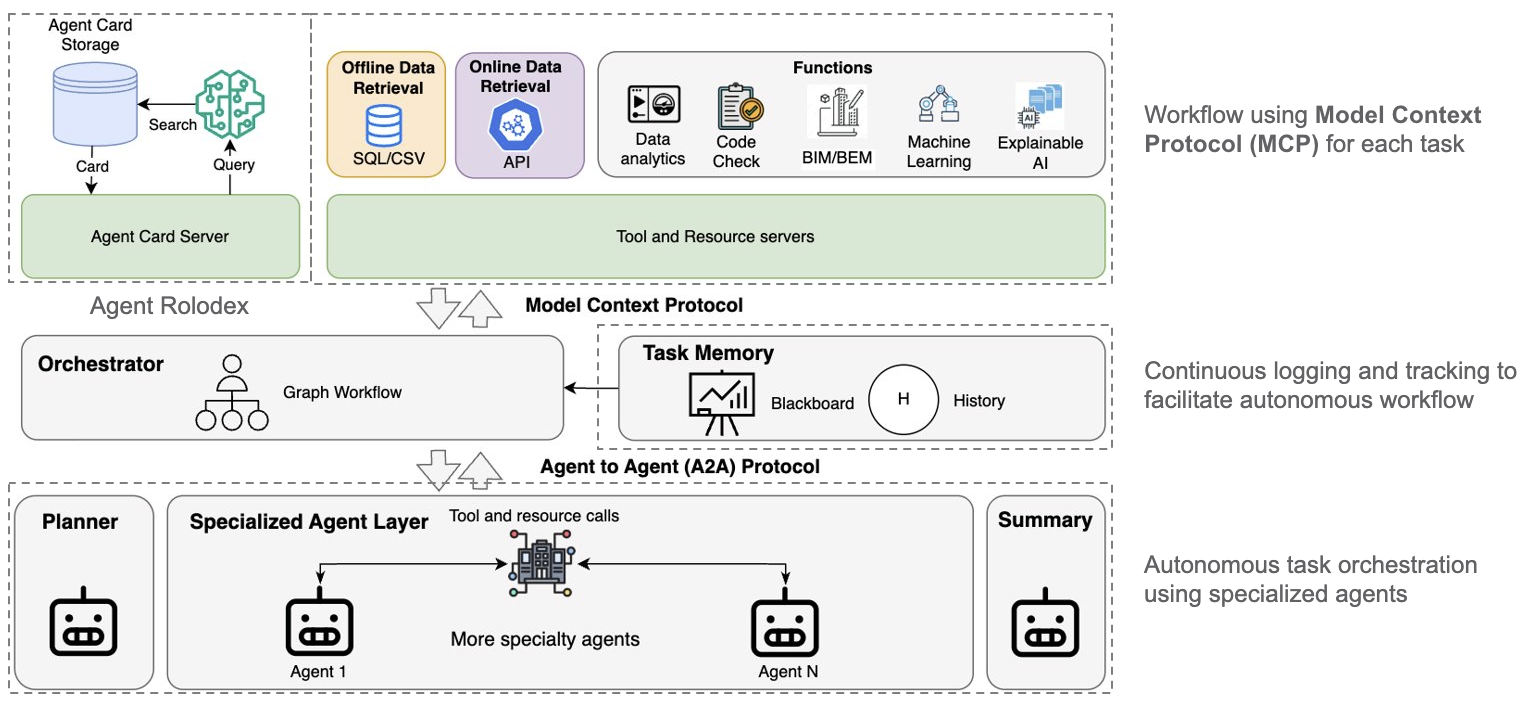 Agent Card
Storage
Search
Card
Query
Agent Card Server
Agent Rolodex
Offline Data
Retrieval
SQL/CSV
Online Data
Retrieval
API
Functions
Data
analytics
Code
Check
BIM/BEM
Machine
Learning
AI
Explainable
AI
Tool and Resource servers
Workflow using Model Context
Protocol (MCP) for each task
Model Context Protocol
Orchestrator
Graph Workflow
Task Memory
Blackboard
H
History
Continuous logging and tracking to
facilitate autonomous workflow
Agent to Agent (A2A) Protocol
Planner
Specialized Agent Layer
Tool and resource calls
Agent 1
More specialty agents
Agent N
Summary
Autonomous task orchestration
using specialized agents